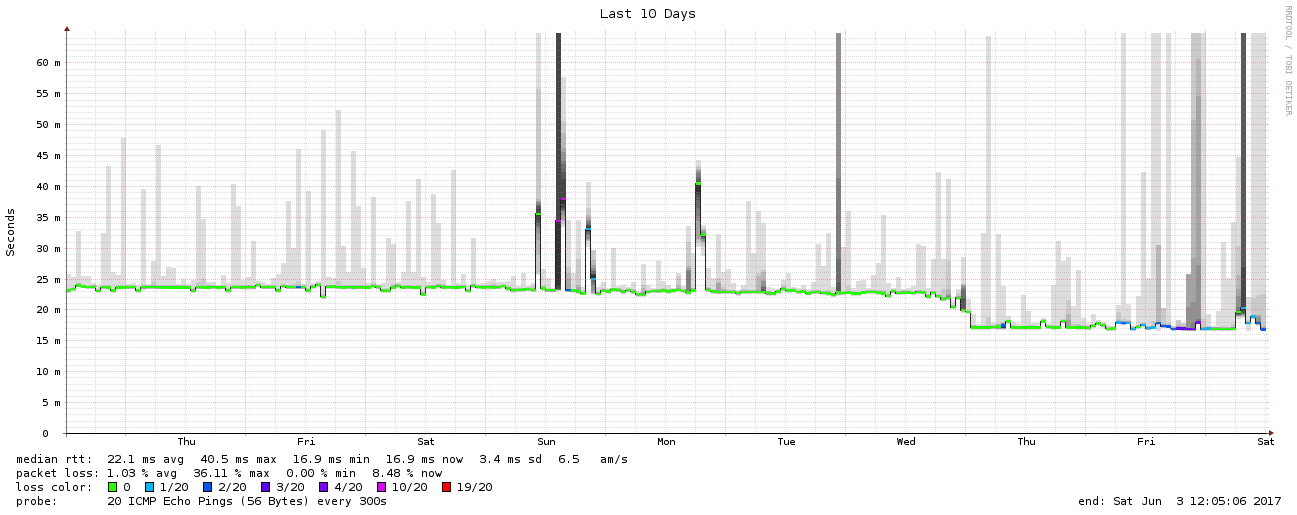 Last 10 Days
RRDTOOL / TOBI OETIKER
Seconds
60 m
55 m
50 m
45 m
40 m
35 m
30 m
25 m
20 m
15 m
10 m
5 m
0
Thu Fri Sat Sun Mon Tue Wed Thu Fri Sat
median rtt: 22.1 ms avg 40.5 ms max 16.9 ms min 16.9 ms now 3.4 ms sd 6.5 am/s
packet loss: 1.03 % avg 36.11 % max 0.00 % min 8.48 % now
loss color: 0 1/20 2/20 3/20 4/20 10/20 19/20
probe: 20 ICMP Echo Pings (56 Bytes) every 300s end: Sat Jun 3 12:05:06 2017